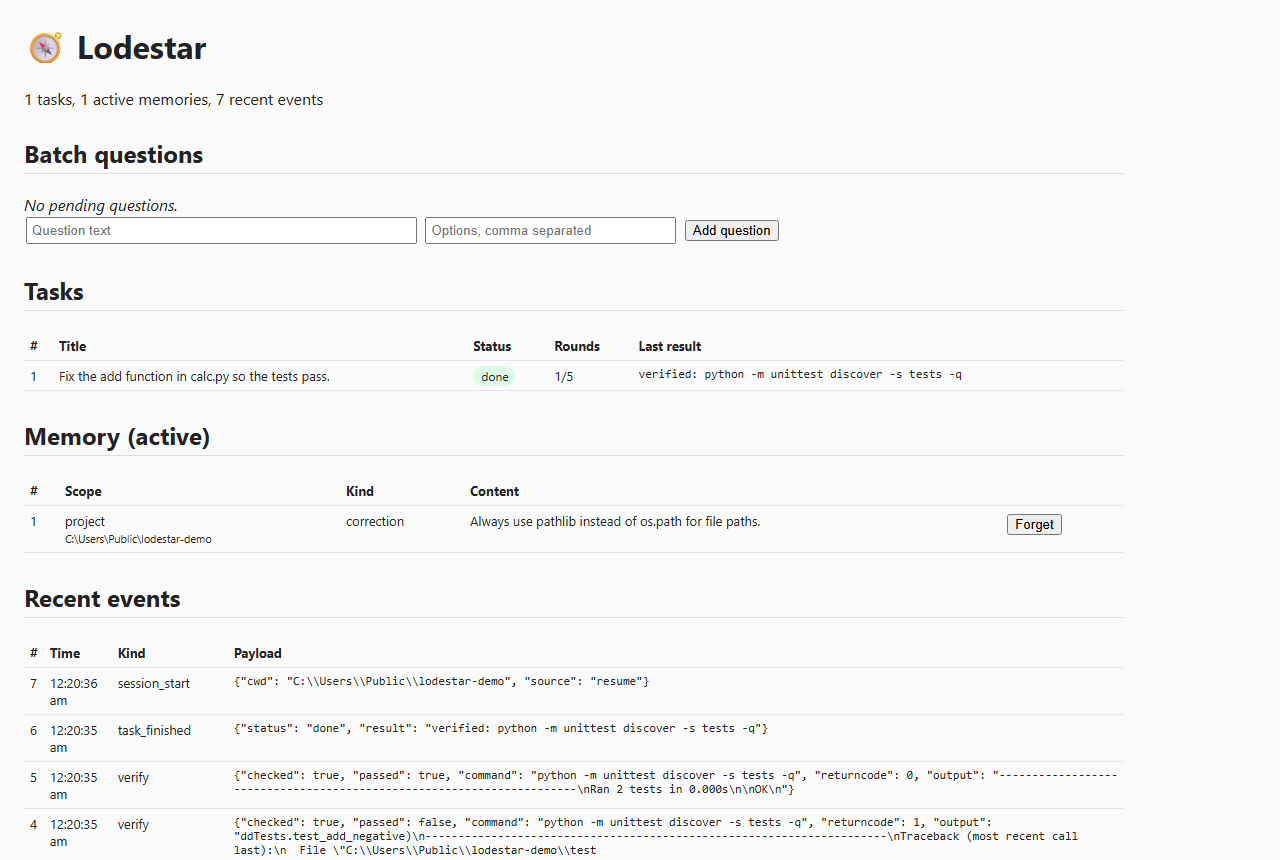 Lodestar
1 tasks, 1 active memories, 7 recent events
Batch questions
No pending questions.
Question text Options, comma separated Add question
Tasks
# Title Status Rounds Last result
1 Fix the add function in calc.py so the tests pass. done 1/5 verified: python -m unittest discover -s tests -q
Memory (active)
# Scope Kind Content
1 project correction Always use pathlib instead of os.path for file paths. Forget
C:\Users\Public\lodestar-demo
Recent events
# Time Kind Payload
7 12:20:36 session_start {"cwd": "C:\\Users\\Public\\lodestar-demo", "source": "resume"}
am
6 12:20:35 task_finished {"status": "done", "result": "verified: python -m unittest discover -s tests -q"}
am
5 12:20:35 verify {"checked": true, "passed": true, "command": "python -m unittest discover -s tests -q", "returncode": 0, "output": "------------------
am ----------------------------------------------------\nRan 2 tests in 0.000s\n\nOK\n"}
4 12:20:35 verify {"checked": true, "passed": false, "command": "python -m unittest discover -s tests -q", "returncode": 1, "output":
am "ddTests.test_add_negative)\n----------------------------------------------------------------------\nTraceback (most recent call
last):\n  File \"C:\\Users\\Public\\lodestar-demo\\test